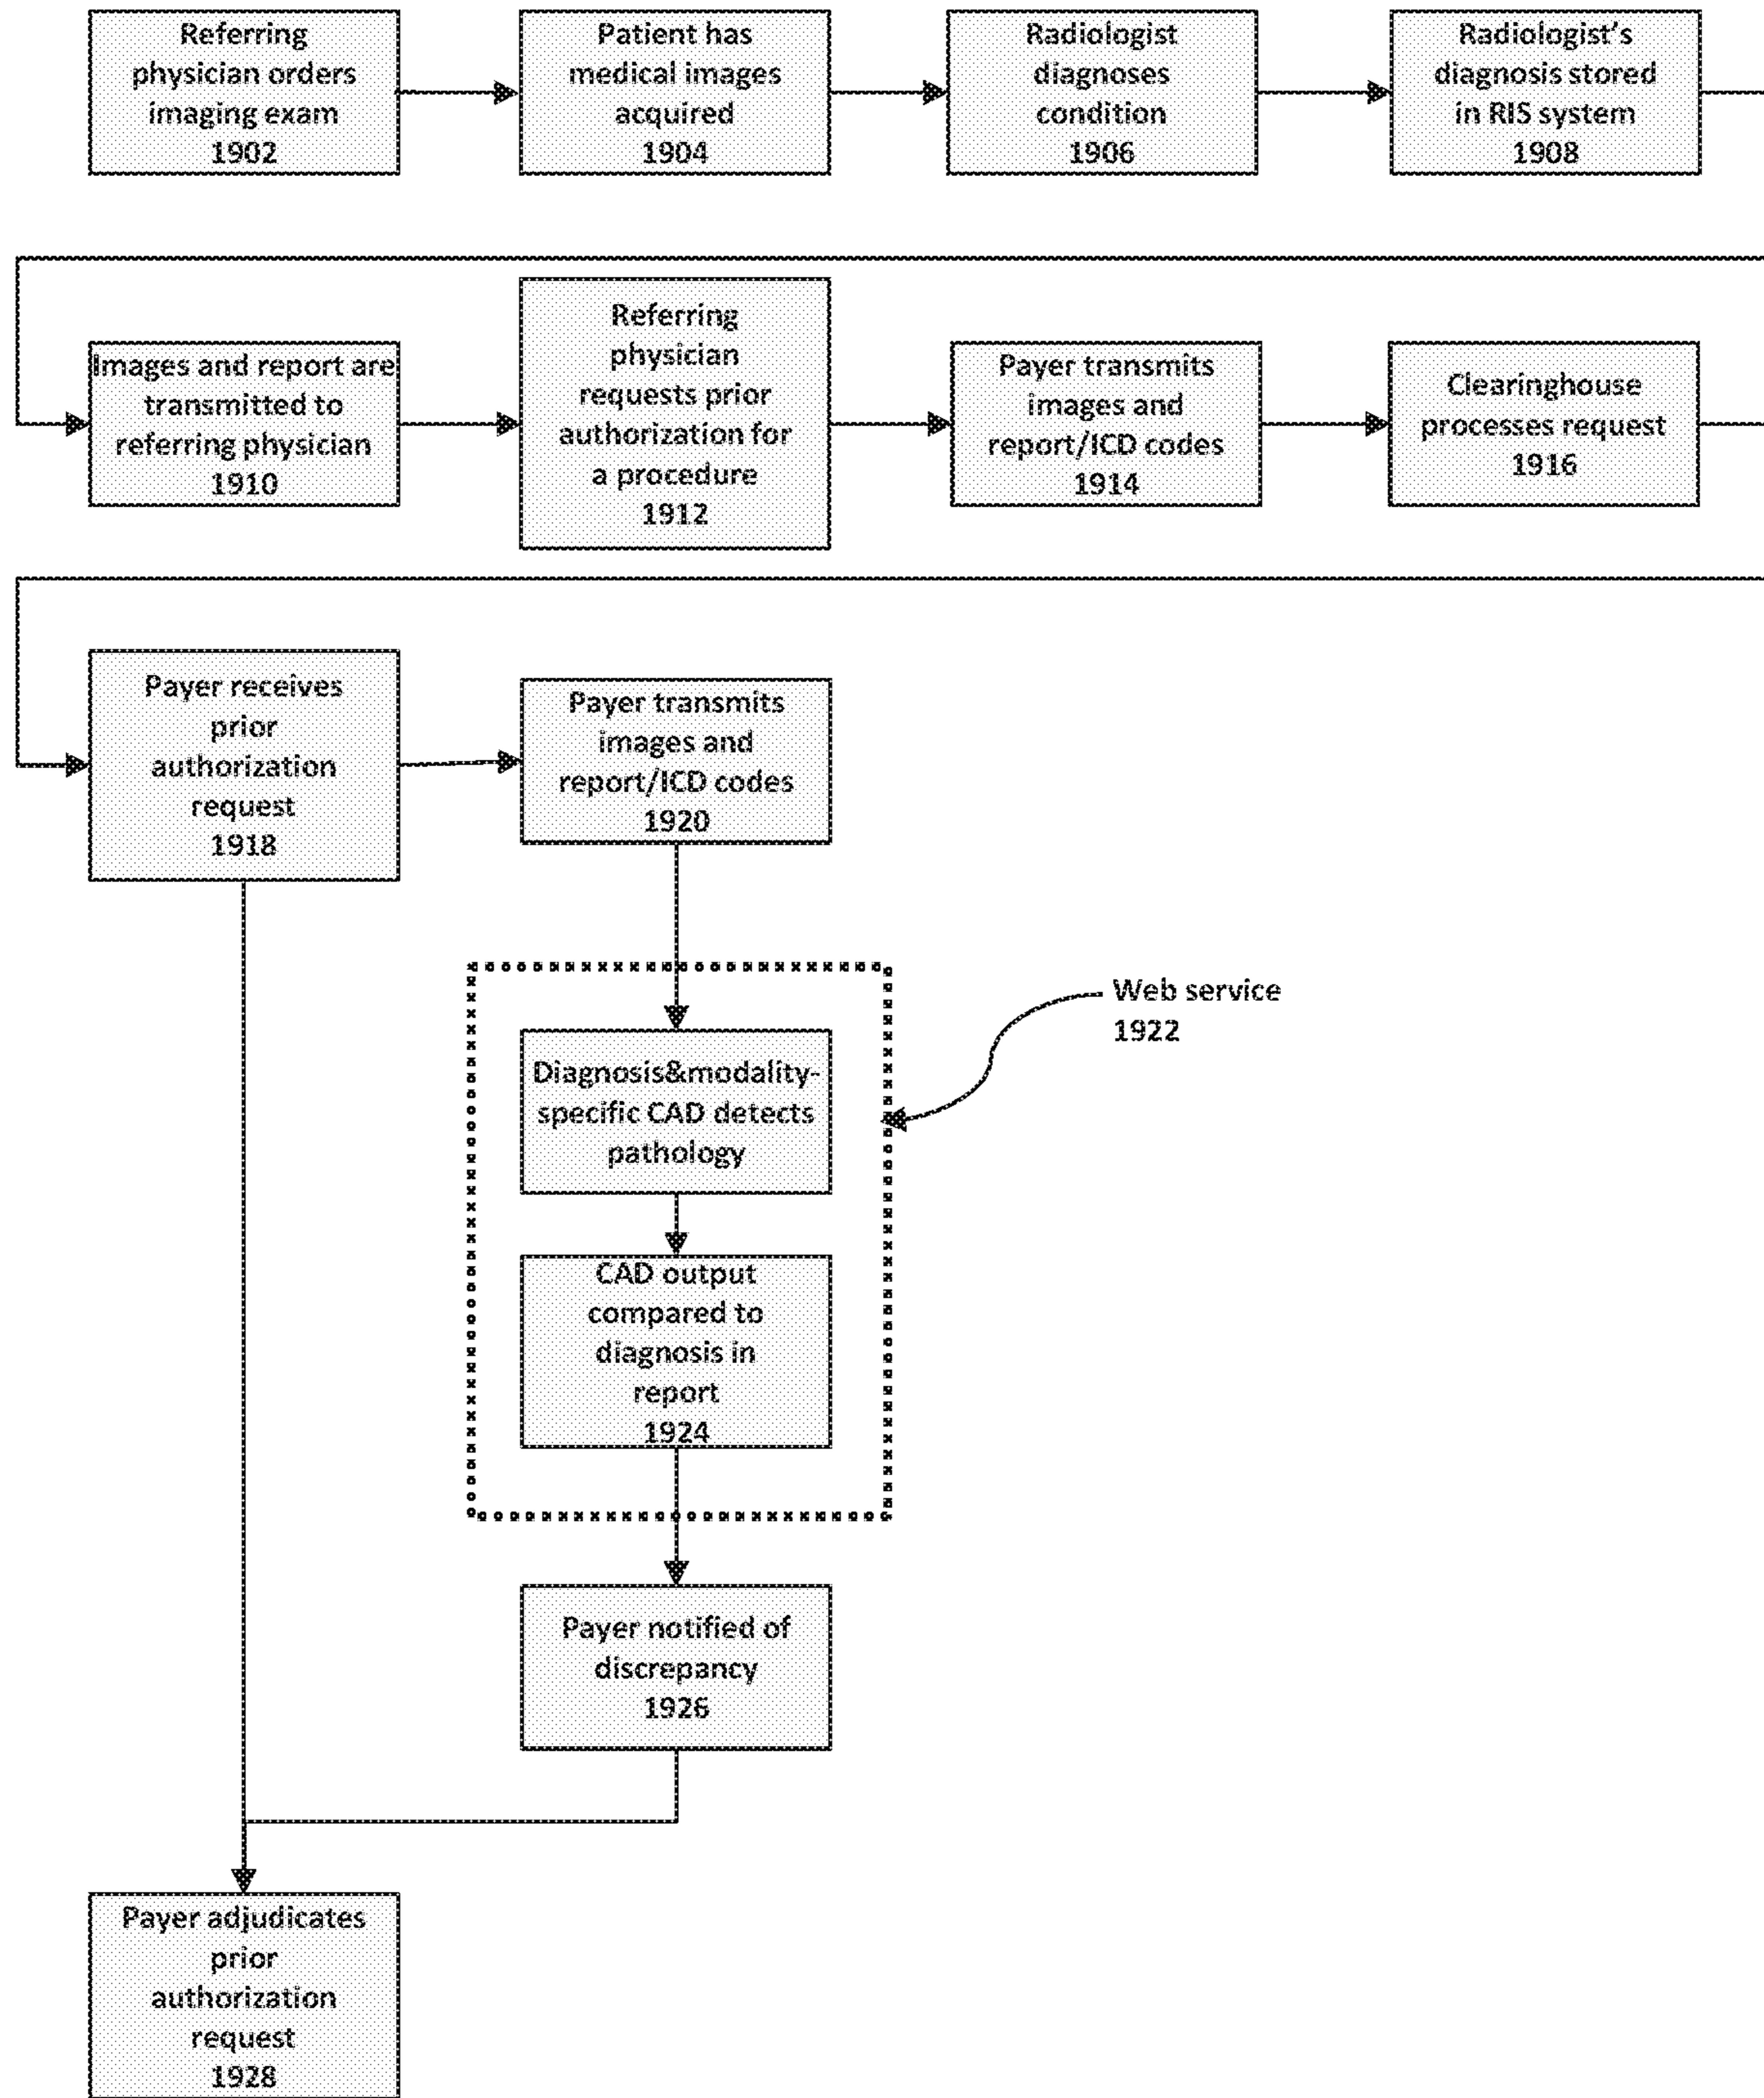 Referring
physician orders
imaging exam
1902
Patient has
medical images
acquired
1904
Radiologist
diagnoses
condition
1906
Radiologist's
diagnosis stored
in RIS system
1908
Images and report are
transmitted to
referring physician
1910
Referring
physician
requests prior
authorization for
a procedure
1912
Payer transmits
images and
report/ICD codes
1914
Clearinghouse
processes request
1916
Payer receives
prior
authorization
request
1918
Payer transmits
images and
report/ICD codes
1920
Web service
1922
Diagnosis&modality-
specific CAD detects
pathology
CAD output
compared to
diagnosis in
report
1924
Payer notified of
discrepancy
1926
Payer adjudicates
prior
authorization
request
1928